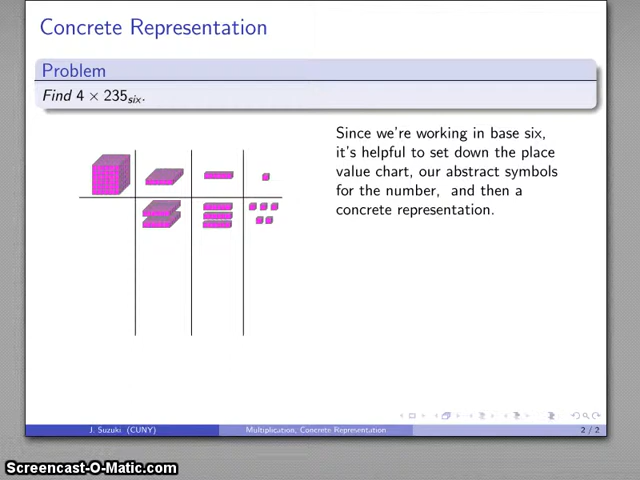 Concrete Representation
Problem
Find 4 × 235six.
Since we're working in base six,
it's helpful to set down the place
value chart, our abstract symbols
for the number, and then a
concrete representation.
J. Suzuki (CUNY)
Multiplication, Concrete Representation
2 / 2
Screencast-O-Matic.com